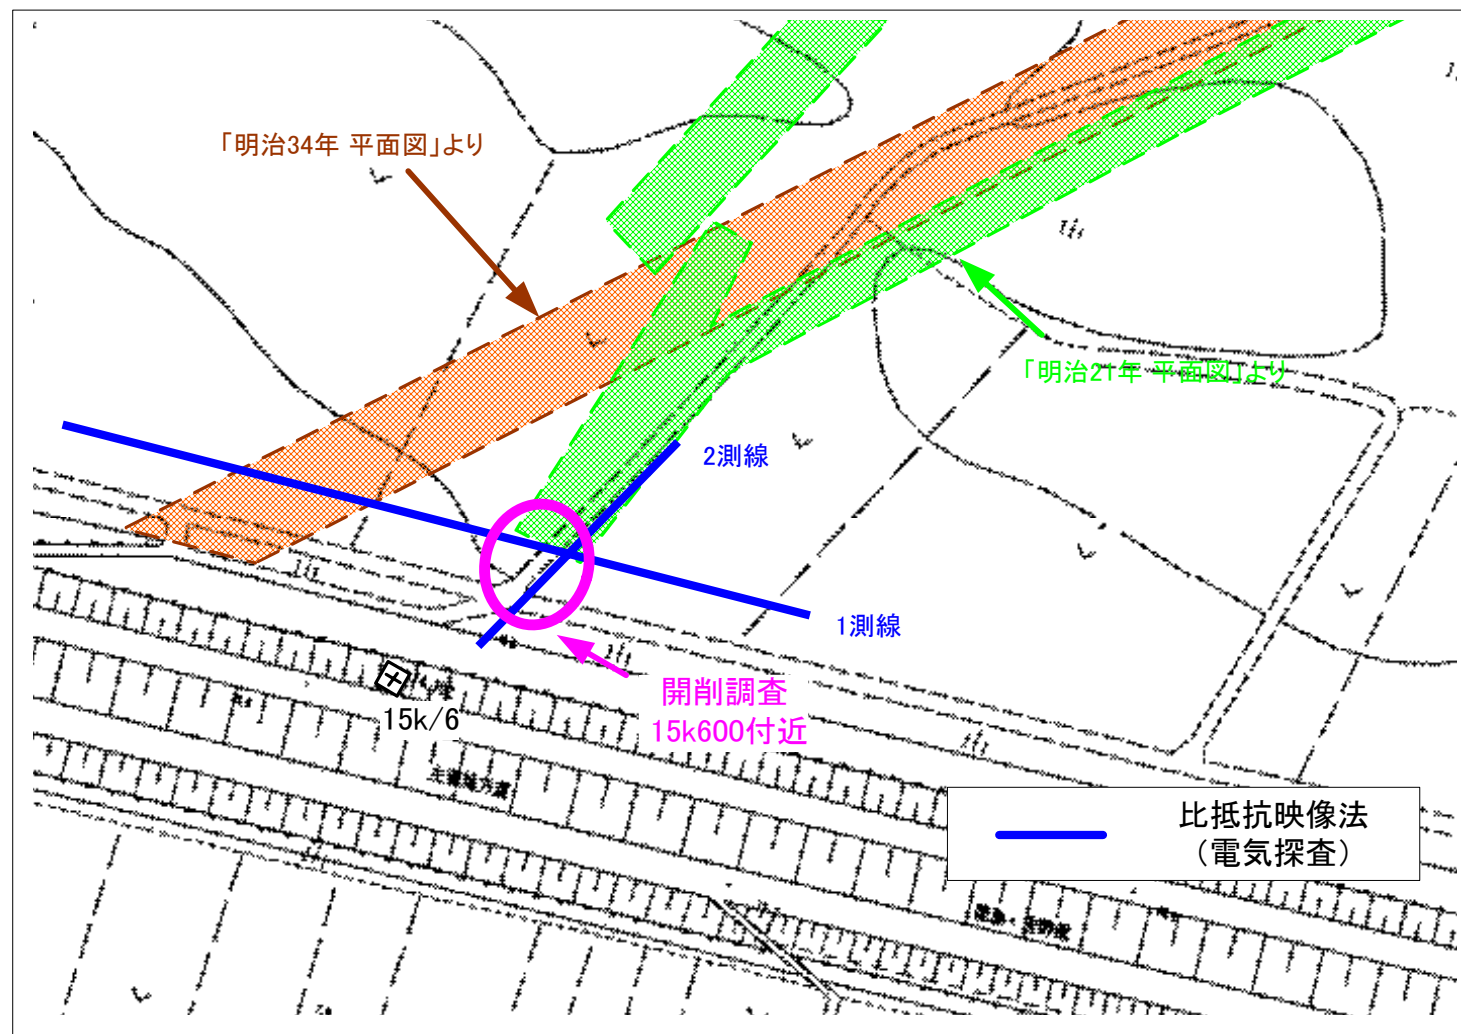 「明治34年 平面図」より
「明治21年 平面図」より
2測線
1測線
開削調査
15k600付近
15k/6
比抵抗映像法
（電気探査）